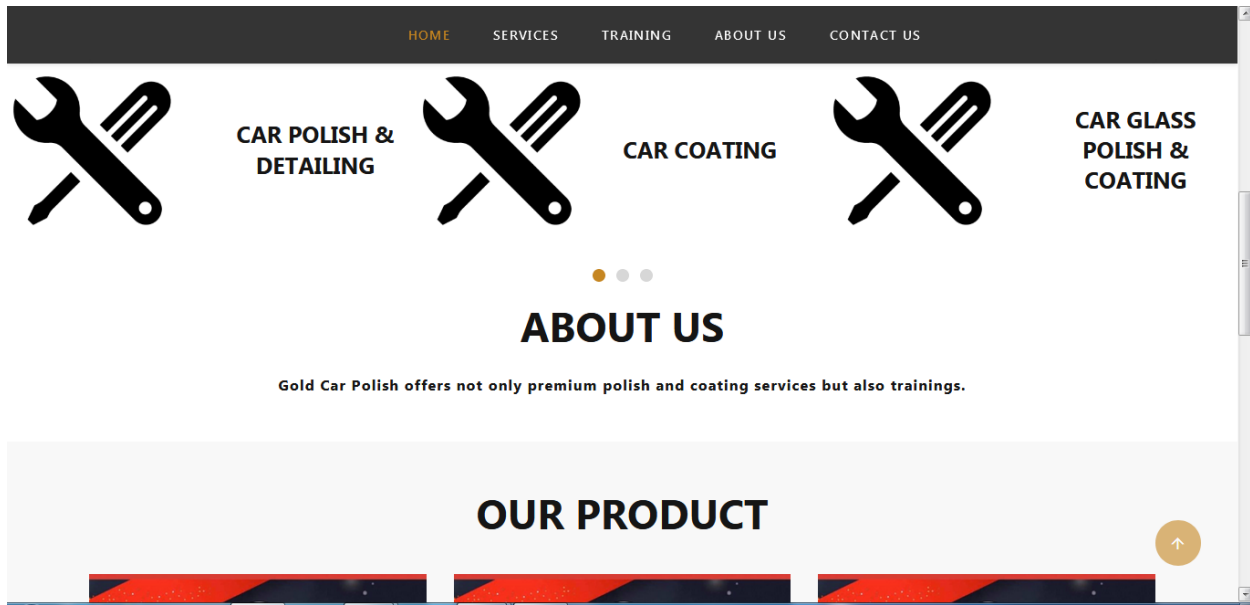 HOME SERVICES TRAINING ABOUT US CONTACT US
CAR POLISH &
DETAILING
CAR COATING
CAR GLASS
POLISH &
COATING
ABOUT US
Gold Car Polish offers not only premium polish and coating services but also trainings.
OUR PRODUCT